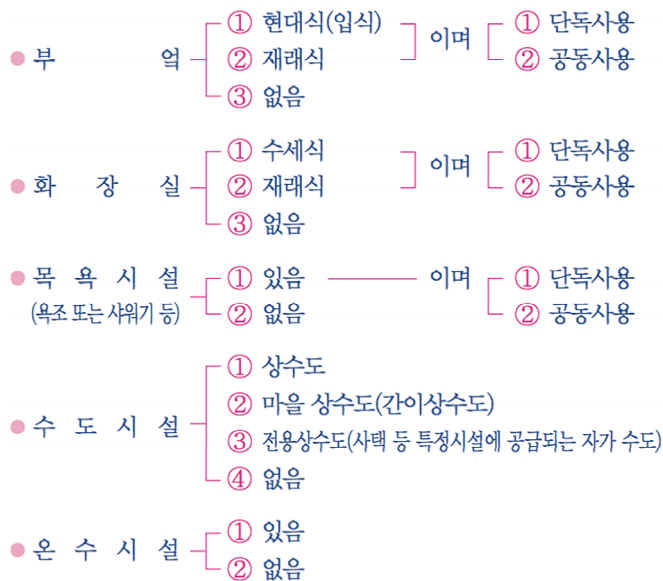 ① 현대식(입식) 이며 ① 단독사용
● 부 엌 ② 재래식 ② 공동사용
③ 없음
① 수세식 이며 ① 단독사용
● 화 장 실 ② 재래식 ② 공동사용
③ 없음
● 목 욕 시 설 ① 있음 이며 ① 단독사용
(욕조 또는 샤워기 등) ② 없음 ② 공동사용
① 상수도
② 마을 상수도(간이상수도)
● 수 도 시 설 ③ 전용상수도(사택 등 특정시설에 공급되는 자가 수도)
④ 없음
● 온 수 시 설 ① 있음
② 없음